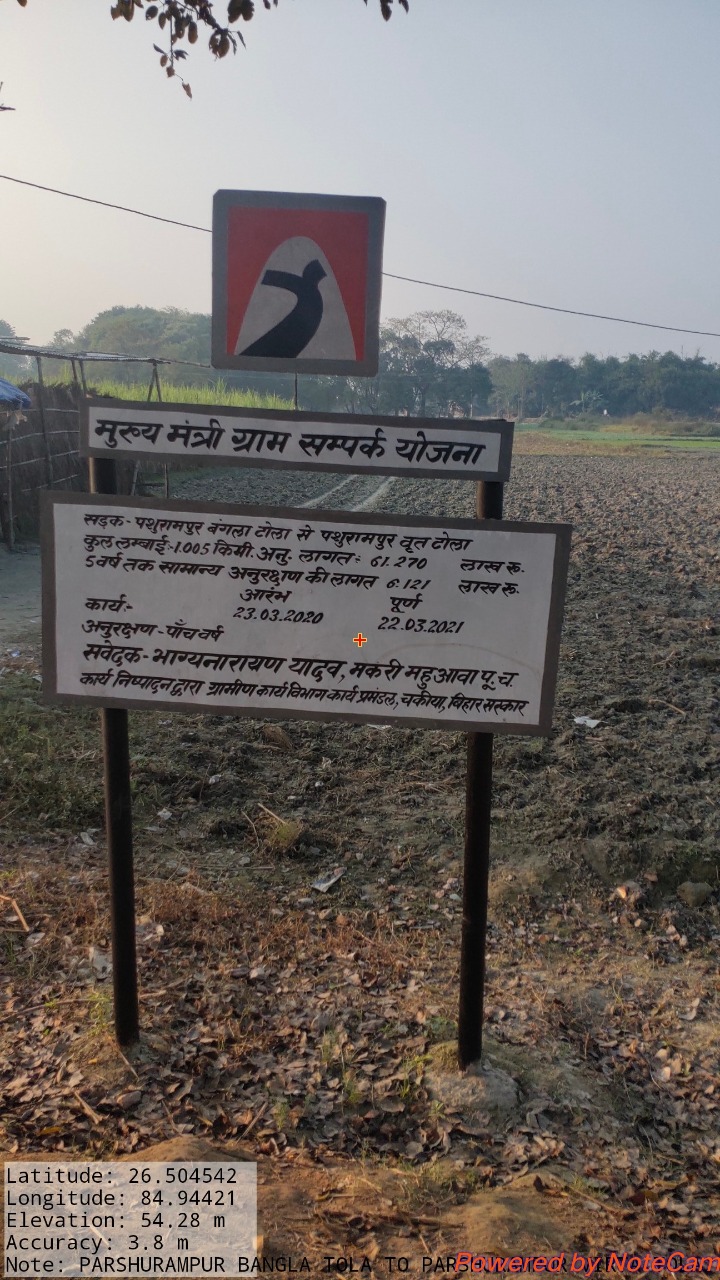 मुख्य मंत्री ग्राम सम्पर्क योजना
सड़क - पशुरामपुर बंगला टोला से पशुरामपुर वृत टोला
कुल लम्बाई:-1.005 किमी. अनु. लागत:- 61.270 लाख रू.
5 वर्ष तक सामान्य अनुरक्षण की लागत 6.121 लाख रू.
आरंभ पूर्ण
कार्य:- 23.03.2020 22.03.2021
अनुरक्षण - पाँच वर्ष
संवेदक - भाग्यनारायण यादव, मकरी महुआवा पू.च.
कार्य निष्पादन द्वारा ग्रामीण कार्य विभाग कार्य प्रमंडल, चकीया, बिहार सरकार
Latitude: 26.504542
Longitude: 84.94421
Elevation: 54.28 m
Accuracy: 3.8 m
Note: PARSHURAMPUR BANGLA TOLA TO
Powered by NoteCam